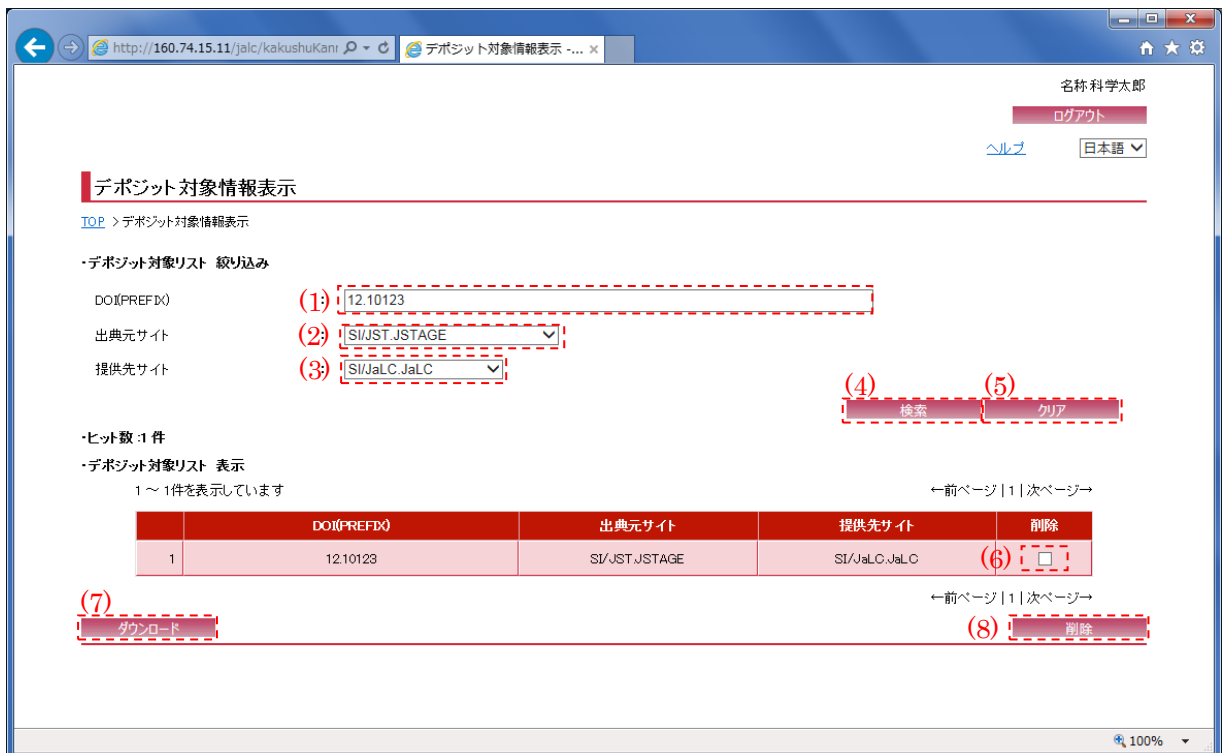 http://160.74.15.11/jalc/kakushuKanr
デポジット対象情報表示 -... ×
名称 科学太郎
ログアウト
ヘルプ 日本語
デポジット対象情報表示
TOP >デポジット対象情報表示
・デポジット対象リスト 絞り込み
DOI(PREFIX) (1): 12.10123
出典元サイト (2): SI/JST.JSTAGE
提供先サイト (3): SI/JaLC.JaLC
(4) (5)
検索 クリア
・ヒット数:1 件
・デポジット対象リスト 表示
1 ~ 1件を表示しています ←前ページ | 1 | 次ページ→
DOI(PREFIX) 出典元サイト 提供先サイト 削除
1 12.10123 SI/JST.JSTAGE SI/JaLC.JaLC (6)
←前ページ | 1 | 次ページ→
(7)
ダウンロード (8) 削除
100%